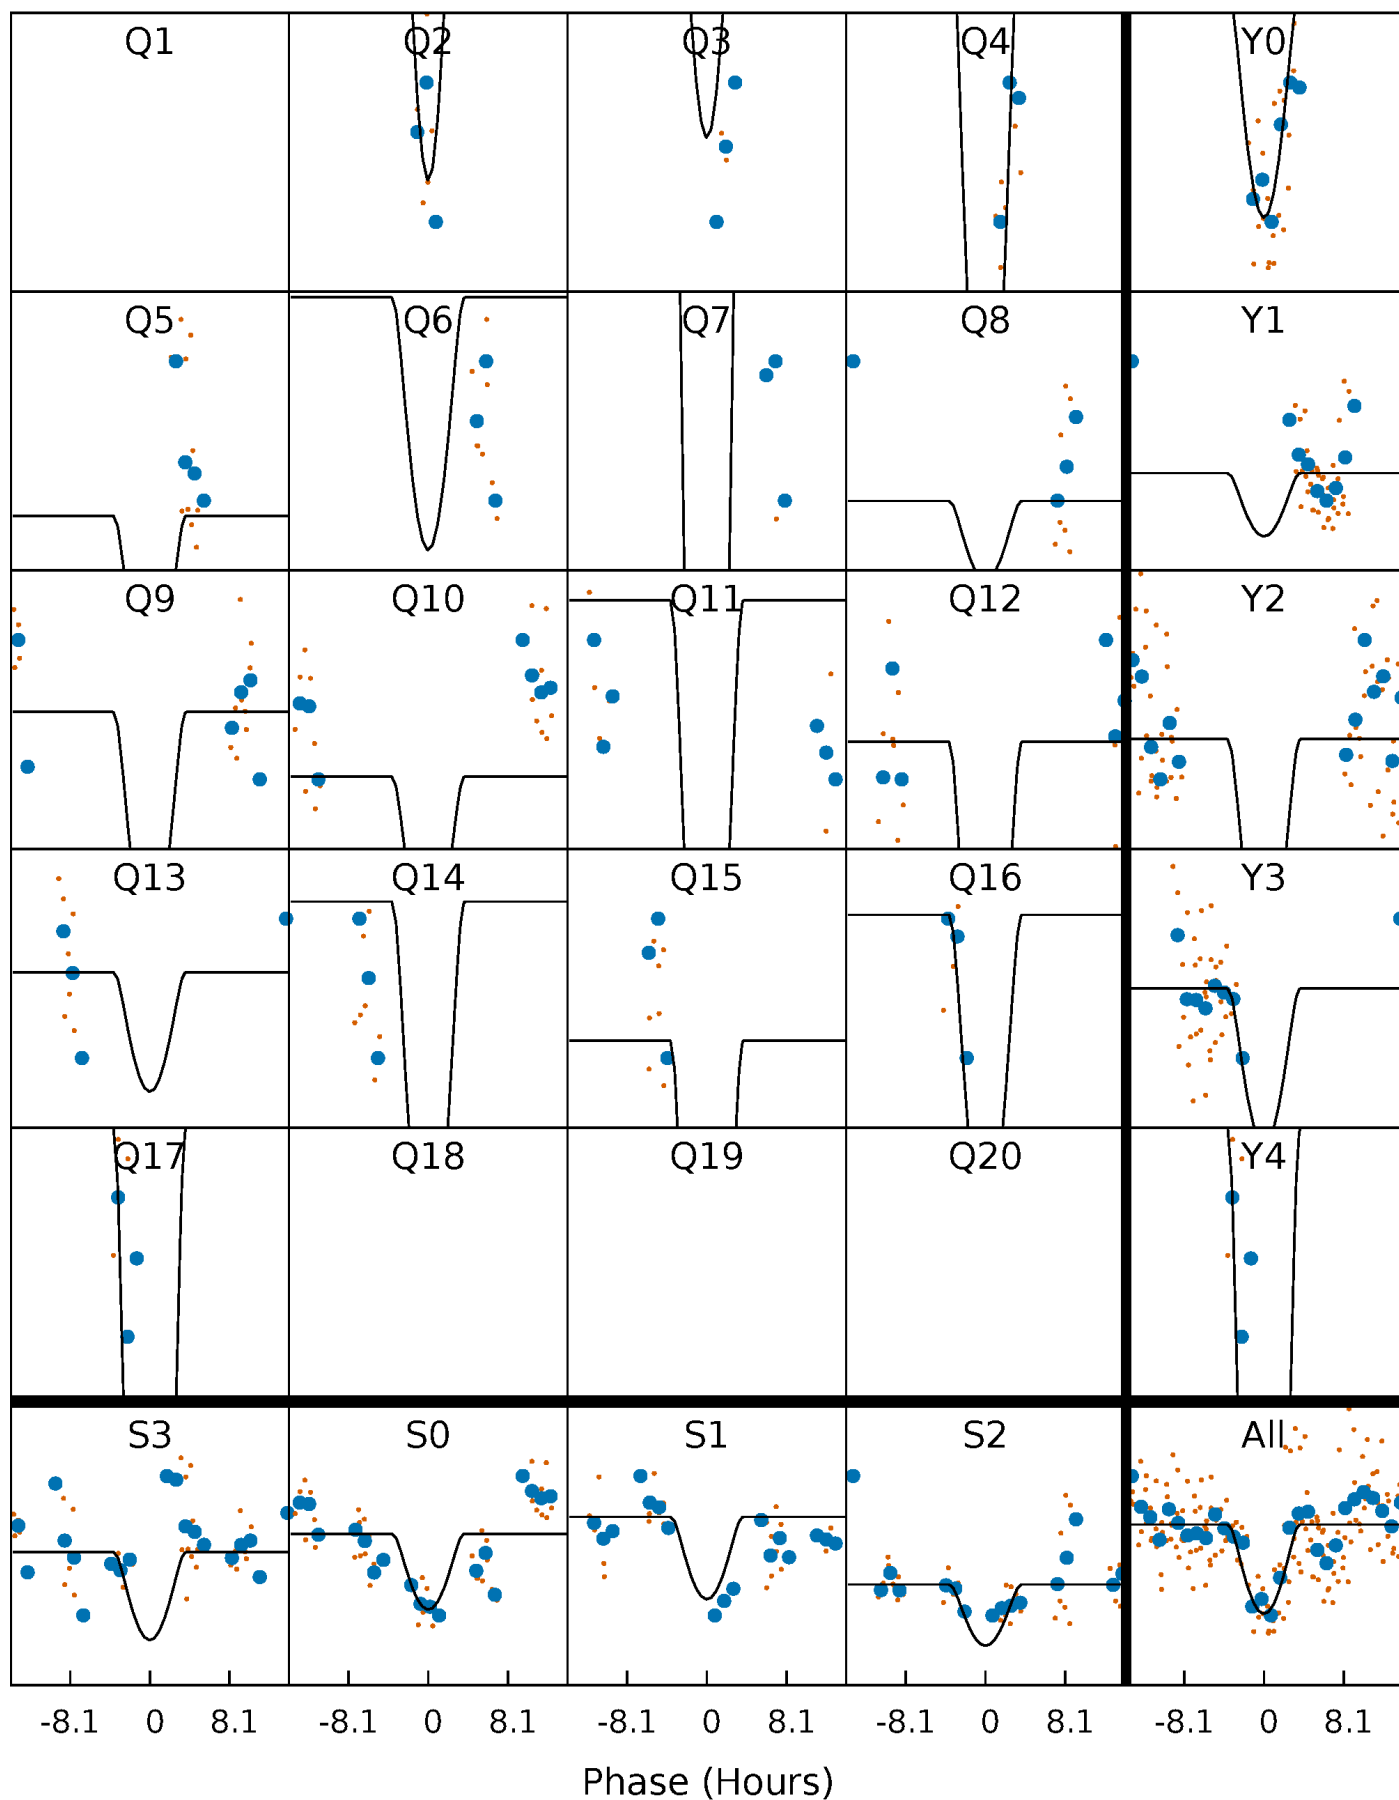 Q1 Q2 Q3 Q4 Y0
Q5 Q6 Q7 Q8 Y1
Q9 Q10 Q11 Q12 Y2
Q13 Q14 Q15 Q16 Y3
Q17 Q18 Q19 Q20 Y4
S3 S0 S1 S2 All
-8.1 0 8.1 -8.1 0 8.1 -8.1 0 8.1 -8.1 0 8.1 -8.1 0 8.1
Phase (Hours)